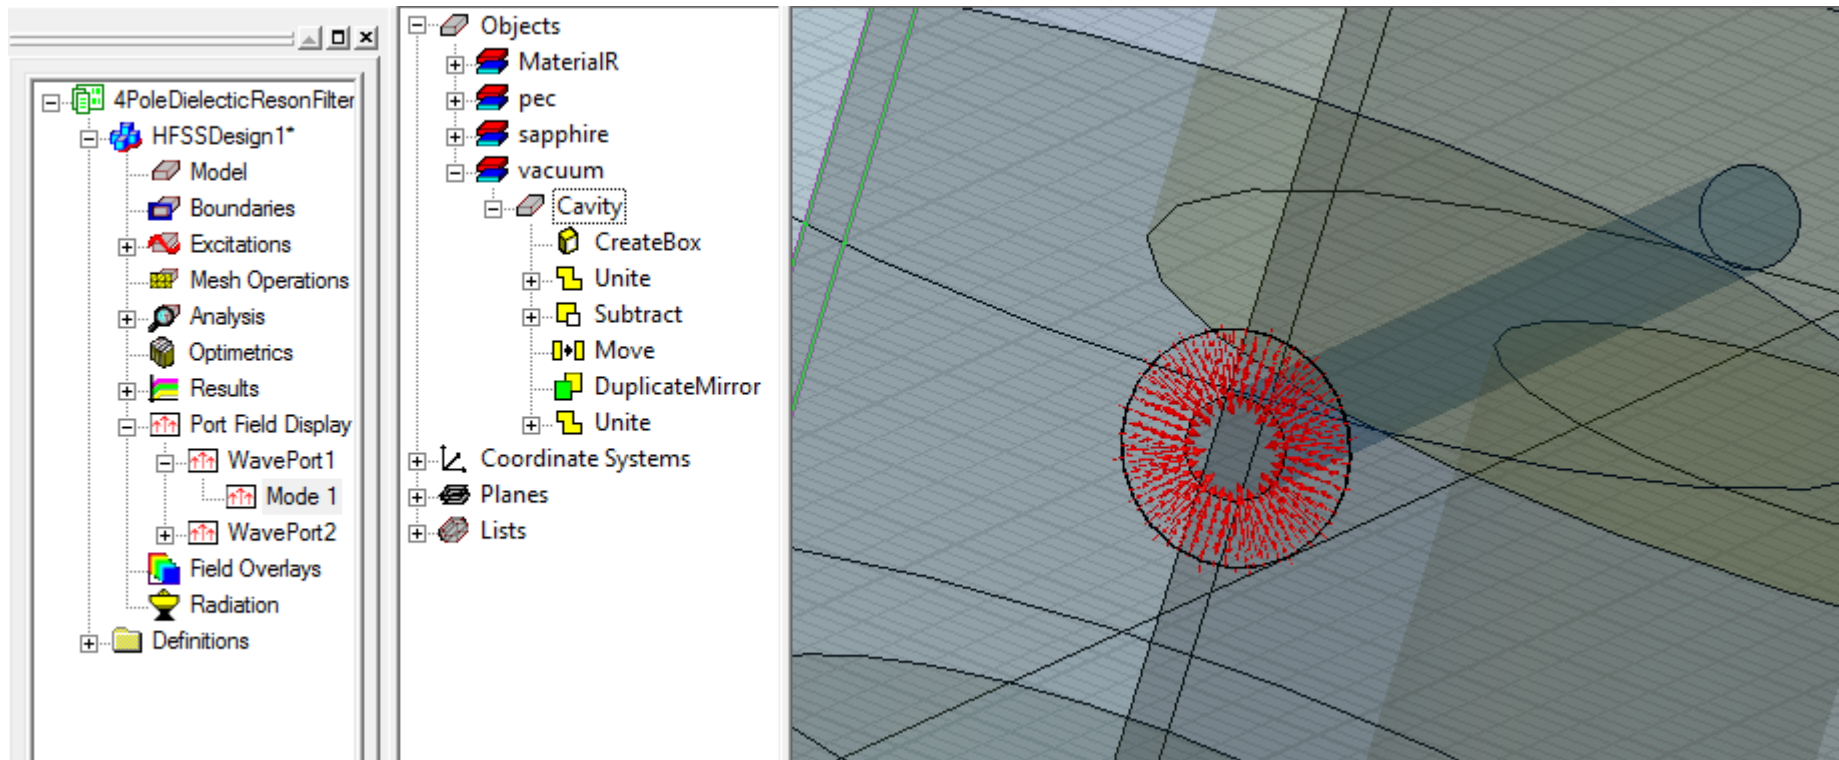 4PoleDielecticResonFilter
HFSSDesign1*
Model
Boundaries
Excitations
Mesh Operations
Analysis
Optimetrics
Results
Port Field Display
WavePort1
Mode 1
WavePort2
Field Overlays
Radiation
Definitions
Objects
MaterialR
pec
sapphire
vacuum
Cavity
CreateBox
Unite
Subtract
Move
DuplicateMirror
Unite
Coordinate Systems
Planes
Lists